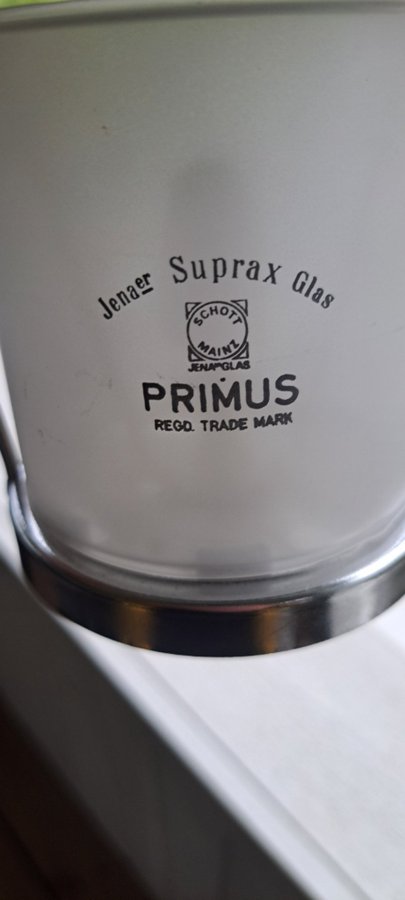 Jenaer Suprax Glas
SCHOTT
MAINZ
JENAer GLAS
PRIMUS
REGD. TRADE MARK